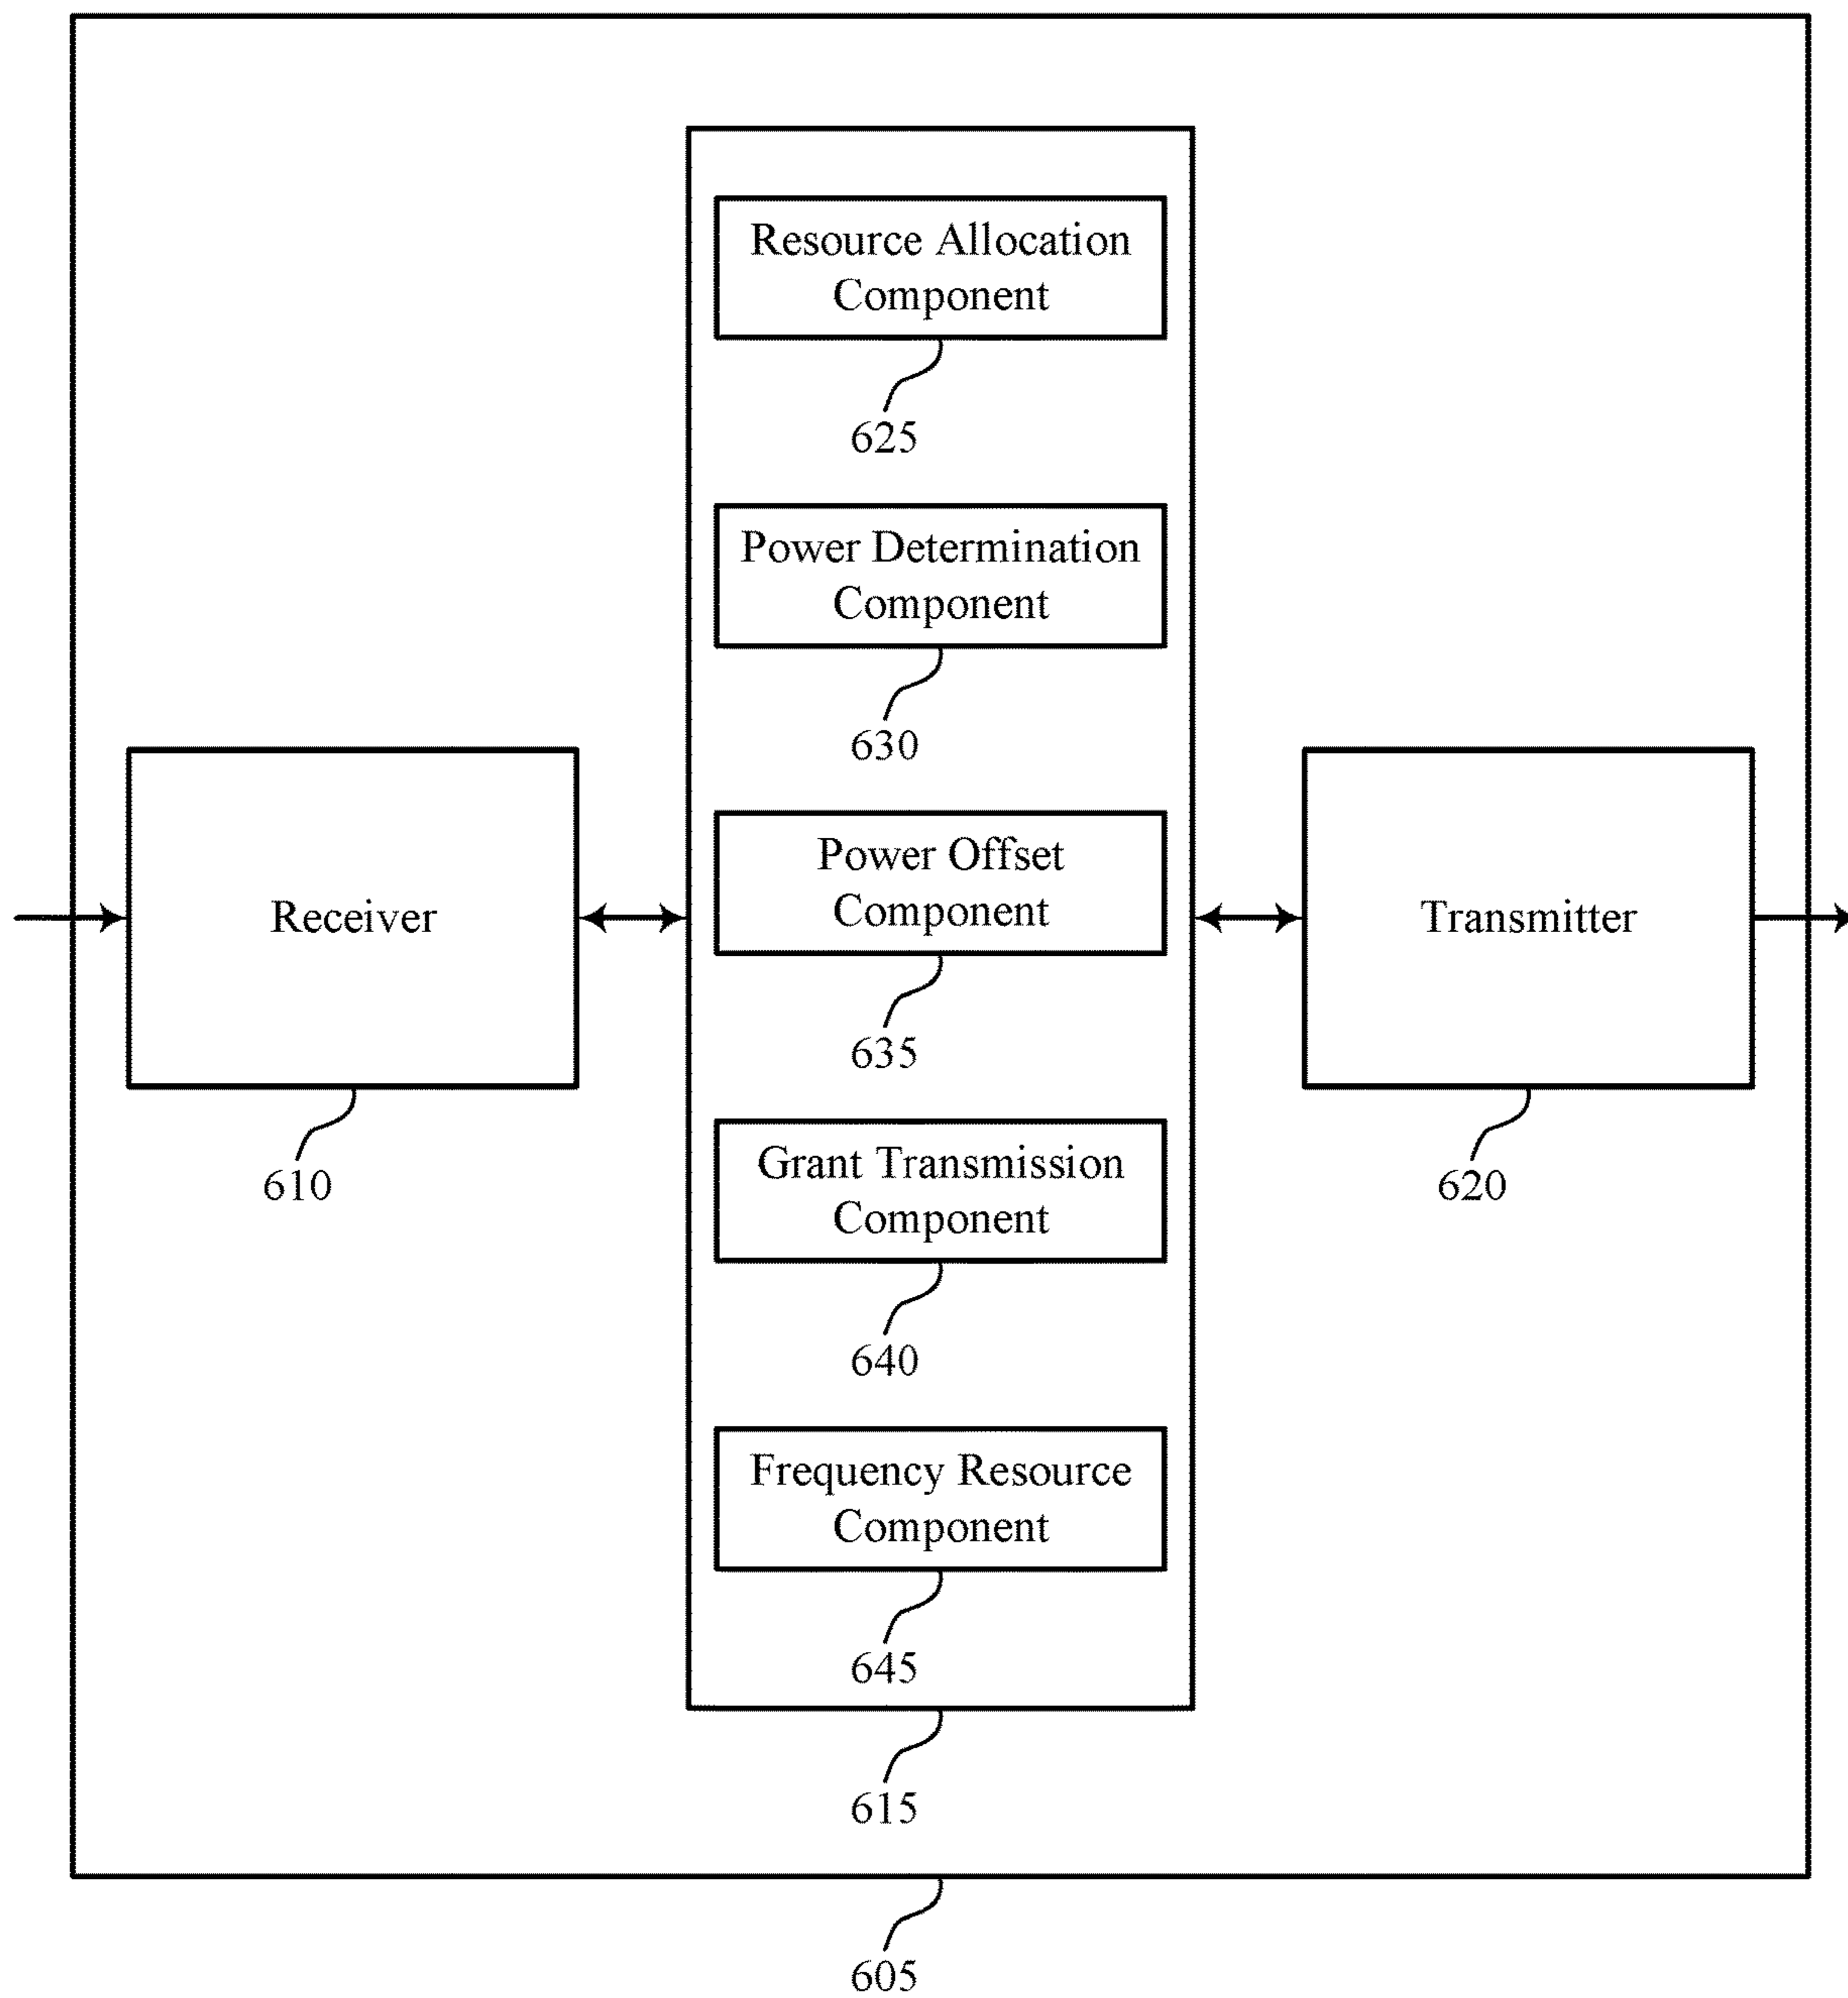 Resource Allocation
Component
625
Power Determination
Component
630
Power Offset
Component
635
Receiver
610
Transmitter
620
Grant Transmission
Component
640
Frequency Resource
Component
645
615
605